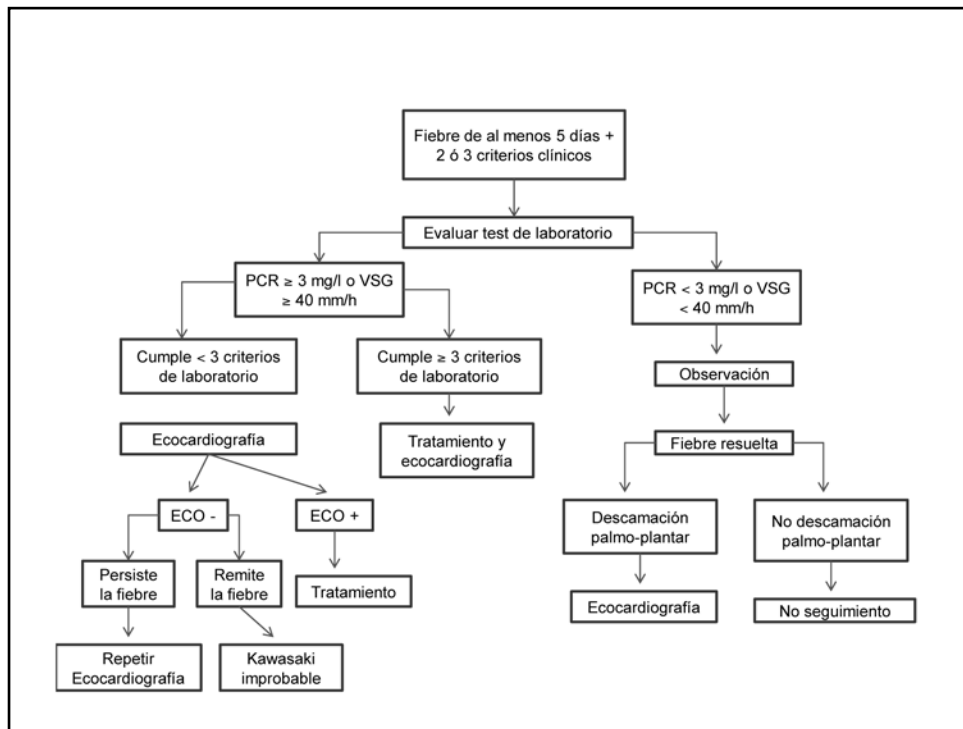 Fiebre de al menos 5 días +
2 ó 3 criterios clínicos
Evaluar test de laboratorio
PCR ≥ 3 mg/l o VSG
≥ 40 mm/h
PCR < 3 mg/l o VSG
< 40 mm/h
Cumple < 3 criterios
de laboratorio
Cumple ≥ 3 criterios
de laboratorio
Observación
Ecocardiografía
Tratamiento y
ecocardiografía
Fiebre resuelta
ECO -
ECO +
Descamación
palmo-plantar
No descamación
palmo-plantar
Persiste
la fiebre
Remite
la fiebre
Tratamiento
Ecocardiografía
No seguimiento
Repetir
Ecocardiografía
Kawasaki
improbable